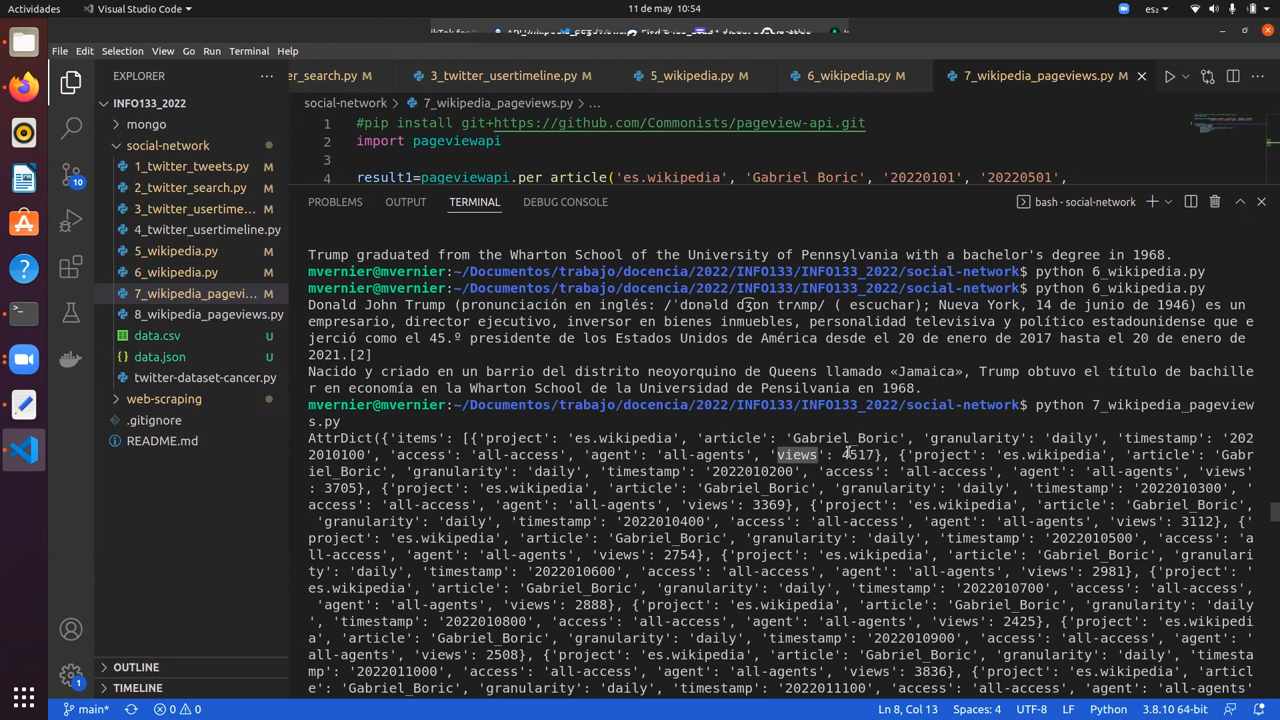 Actividades
Visual Studio Code
11 de may 10:54
es₂
File Edit Selection View Go Run Terminal Help
EXPLORER
er_search.py M
3_twitter_usertimeline.py M
5_wikipedia.py M
6_wikipedia.py M
7_wikipedia_pageviews.py M
INFO133_2022
social-network > 7_wikipedia_pageviews.py > ...
mongo
social-network
1_twitter_tweets.py M
2_twitter_search.py M
3_twitter_usertime... M
4_twitter_usertimeline.py
5_wikipedia.py M
6_wikipedia.py M
7_wikipedia_pagevi... M
8_wikipedia_pageviews.py
data.csv U
data.json U
twitter-dataset-cancer.py
web-scraping
.gitignore
README.md
10
1
OUTLINE
TIMELINE
1 #pip install git+https://github.com/Commonists/pageview-api.git
2 import pageviewapi
3
4 result1=pageviewapi.per_article('es.wikipedia', 'Gabriel Boric', '20220101', '20220501',
PROBLEMS OUTPUT TERMINAL DEBUG CONSOLE
bash - social-network
Trump graduated from the Wharton School of the University of Pennsylvania with a bachelor's degree in 1968.
mvernier@mvernier:~/Documentos/trabajo/docencia/2022/INFO133/INFO133_2022/social-network$ python 6_wikipedia.py
mvernier@mvernier:~/Documentos/trabajo/docencia/2022/INFO133/INFO133_2022/social-network$ python 6_wikipedia.py
Donald John Trump (pronunciación en inglés: /ˈdɒnəld d͡ʒɒn trʌmp/ ( escuchar); Nueva York, 14 de junio de 1946) es un
empresario, director ejecutivo, inversor en bienes inmuebles, personalidad televisiva y político estadounidense que e
jerció como el 45.º presidente de los Estados Unidos de América desde el 20 de enero de 2017 hasta el 20 de enero de
2021.[2]
Nacido y criado en un barrio del distrito neoyorquino de Queens llamado «Jamaica», Trump obtuvo el título de bachille
r en economía en la Wharton School de la Universidad de Pensilvania en 1968.
mvernier@mvernier:~/Documentos/trabajo/docencia/2022/INFO133/INFO133_2022/social-network$ python 7_wikipedia_pageview
s.py
AttrDict({'items': [{'project': 'es.wikipedia', 'article': 'Gabriel_Boric', 'granularity': 'daily', 'timestamp': '202
2010100', 'access': 'all-access', 'agent': 'all-agents', 'views': 4517}, {'project': 'es.wikipedia', 'article': 'Gabr
iel_Boric', 'granularity': 'daily', 'timestamp': '2022010200', 'access': 'all-access', 'agent': 'all-agents', 'views'
: 3705}, {'project': 'es.wikipedia', 'article': 'Gabriel_Boric', 'granularity': 'daily', 'timestamp': '2022010300', '
access': 'all-access', 'agent': 'all-agents', 'views': 3369}, {'project': 'es.wikipedia', 'article': 'Gabriel_Boric',
 'granularity': 'daily', 'timestamp': '2022010400', 'access': 'all-access', 'agent': 'all-agents', 'views': 3112}, {'
project': 'es.wikipedia', 'article': 'Gabriel_Boric', 'granularity': 'daily', 'timestamp': '2022010500', 'access': 'a
ll-access', 'agent': 'all-agents', 'views': 2754}, {'project': 'es.wikipedia', 'article': 'Gabriel_Boric', 'granulari
ty': 'daily', 'timestamp': '2022010600', 'access': 'all-access', 'agent': 'all-agents', 'views': 2981}, {'project': '
es.wikipedia', 'article': 'Gabriel_Boric', 'granularity': 'daily', 'timestamp': '2022010700', 'access': 'all-access',
 'agent': 'all-agents', 'views': 2888}, {'project': 'es.wikipedia', 'article': 'Gabriel_Boric', 'granularity': 'daily
', 'timestamp': '2022010800', 'access': 'all-access', 'agent': 'all-agents', 'views': 2425}, {'project': 'es.wikipedi
a', 'article': 'Gabriel_Boric', 'granularity': 'daily', 'timestamp': '2022010900', 'access': 'all-access', 'agent': '
all-agents', 'views': 2508}, {'project': 'es.wikipedia', 'article': 'Gabriel_Boric', 'granularity': 'daily', 'timesta
mp': '2022011000', 'access': 'all-access', 'agent': 'all-agents', 'views': 3836}, {'project': 'es.wikipedia', 'articl
e': 'Gabriel_Boric', 'granularity': 'daily', 'timestamp': '2022011100', 'access': 'all-access', 'agent': 'all-agents'
main* 0 0
Ln 8, Col 13 Spaces: 4 UTF-8 LF Python 3.8.10 64-bit